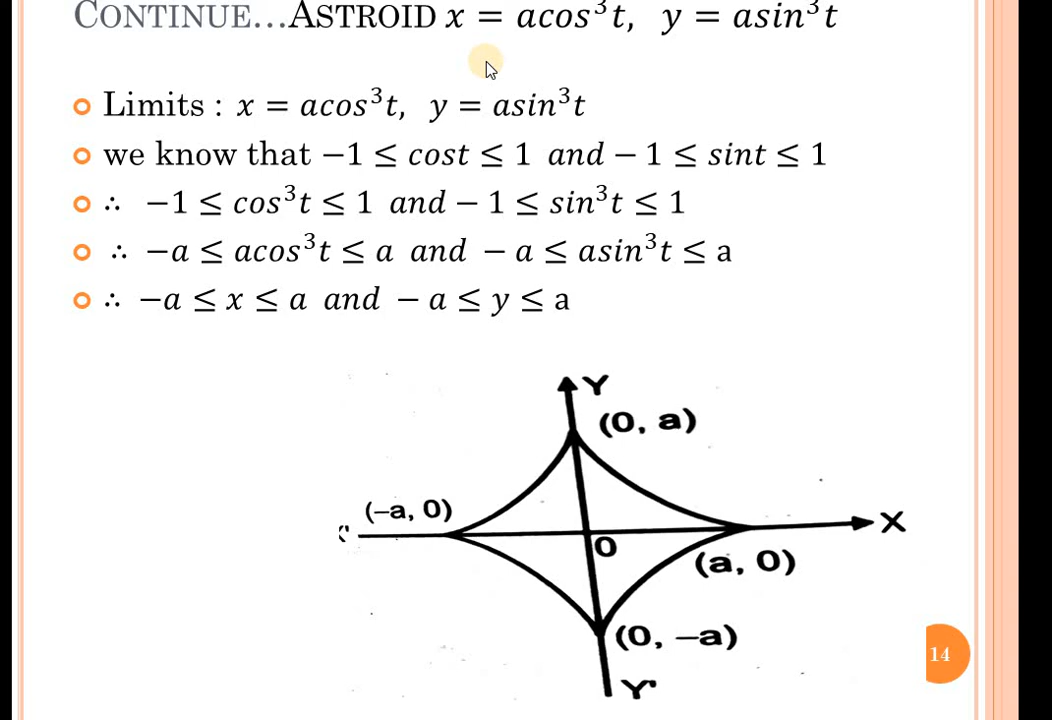 CONTINUE…ASTROID x = acos³t, y = asin³t
Limits : x = acos³t, y = asin³t
we know that −1 ≤ cost ≤ 1 and − 1 ≤ sint ≤ 1
∴ −1 ≤ cos³t ≤ 1 and − 1 ≤ sin³t ≤ 1
∴ −a ≤ acos³t ≤ a and − a ≤ asin³t ≤ a
∴ −a ≤ x ≤ a and − a ≤ y ≤ a
Y
(0, a)
(−a, 0)
X
O
(a, 0)
(0, −a)
Y'
14